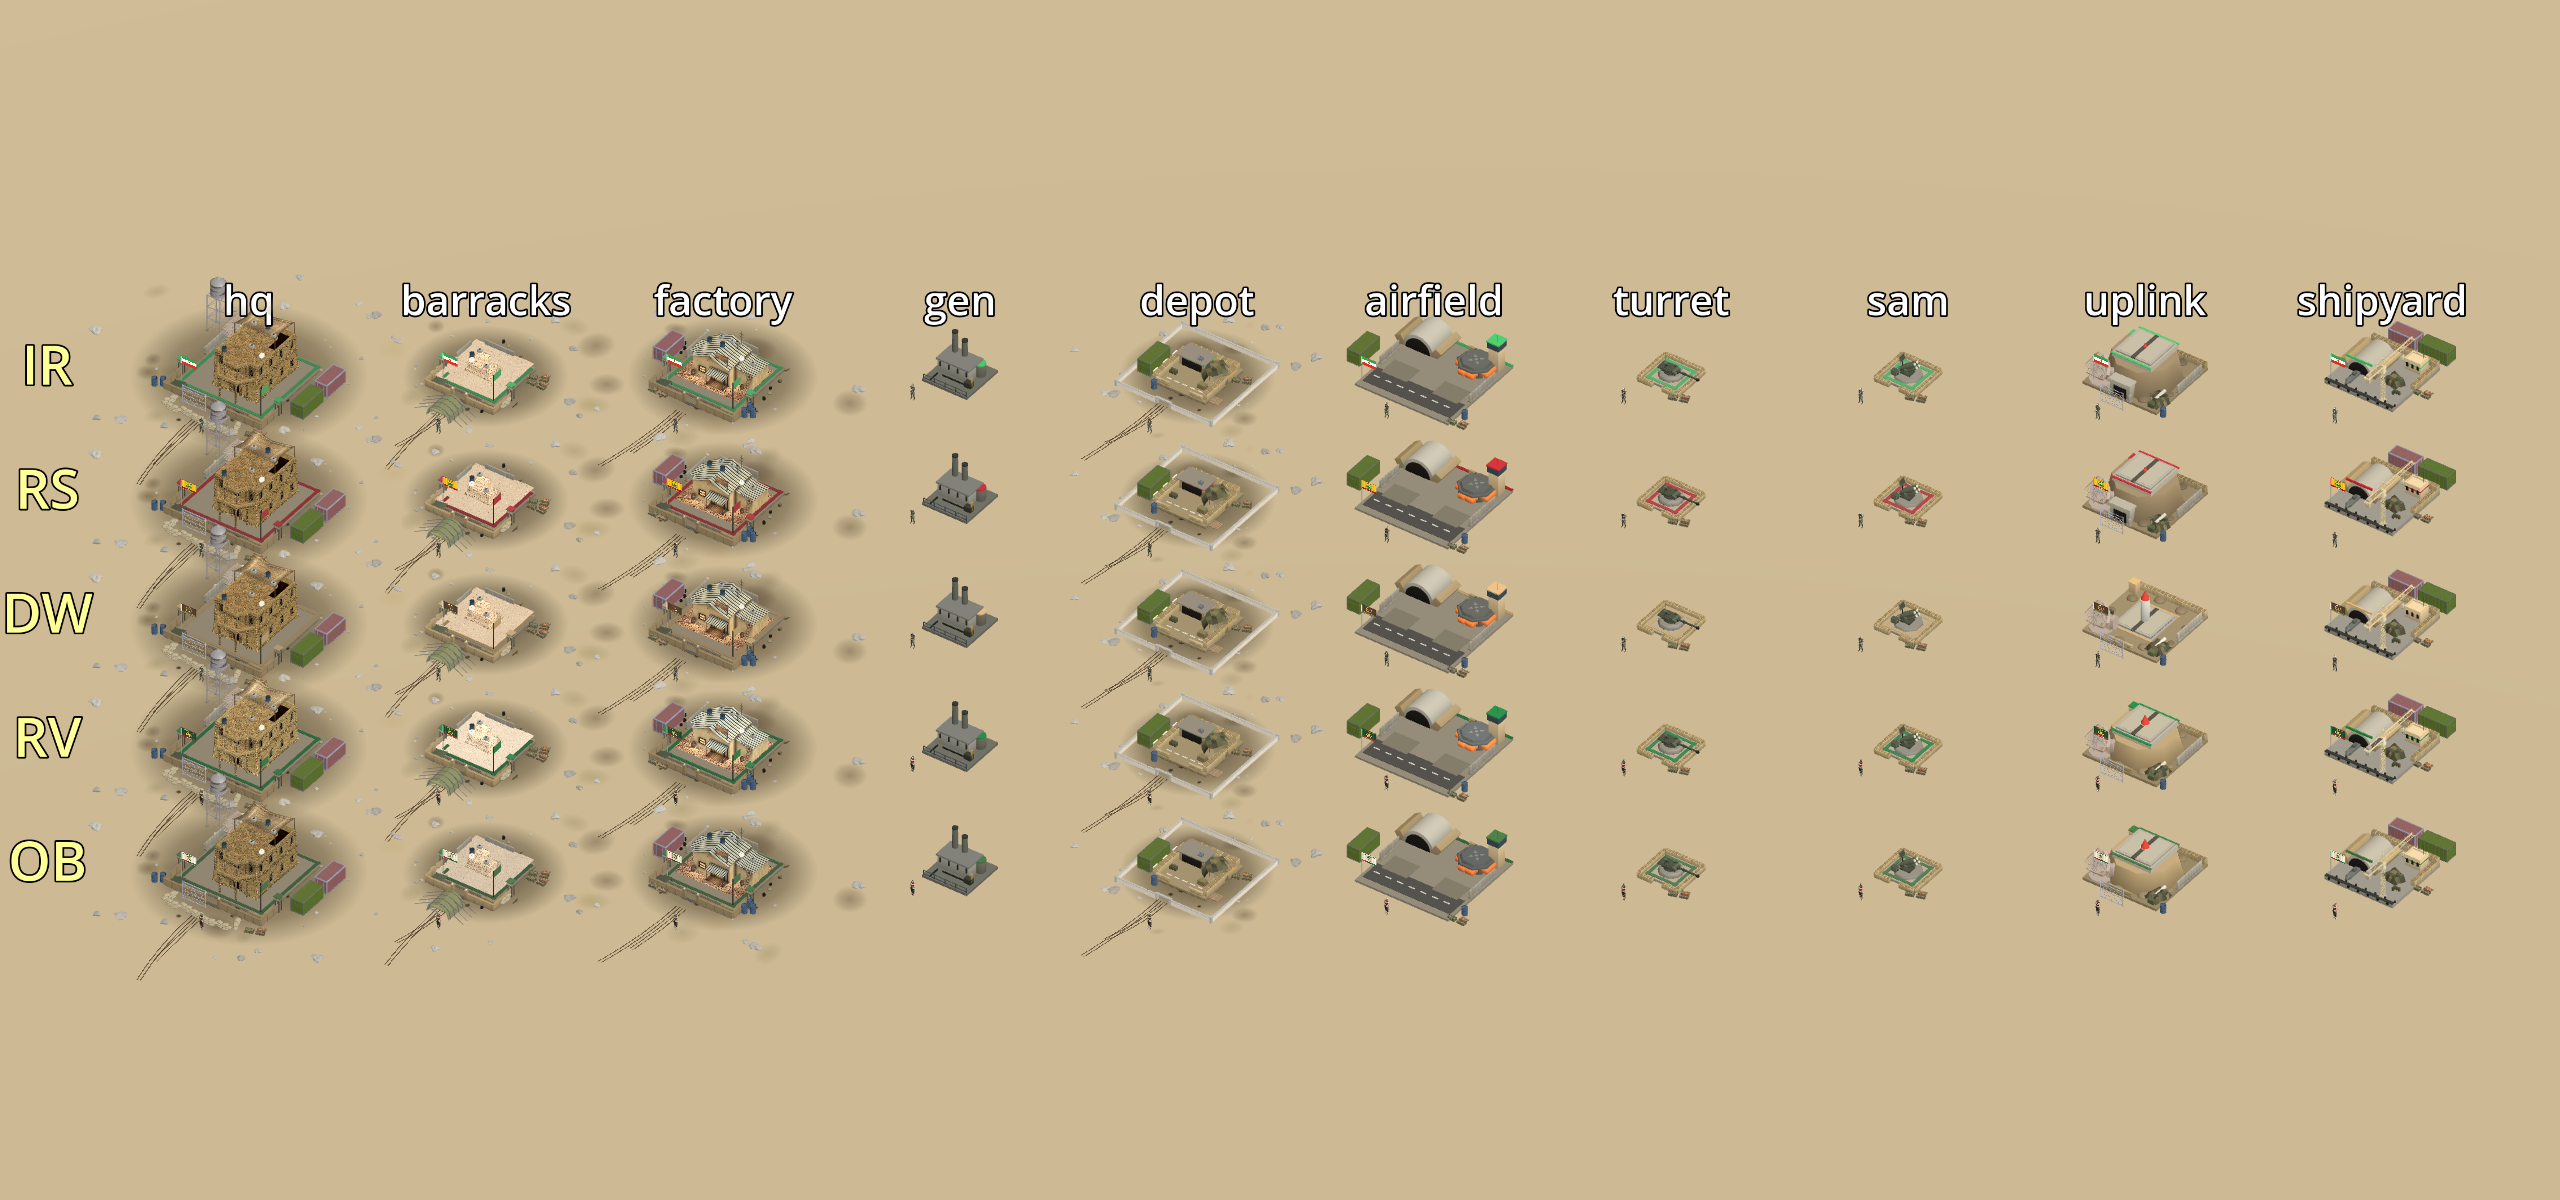 hq barracks factory gen depot airfield turret sam uplink shipyard
IR
RS
DW
RV
OB